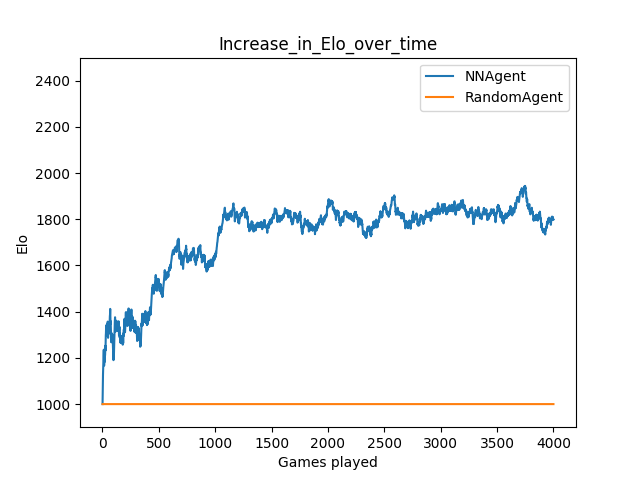 Increase_in_Elo_over_time
NNAgent
RandomAgent
2400
2200
2000
1800
1600
1400
1200
1000
Elo
0 500 1000 1500 2000 2500 3000 3500 4000
Games played